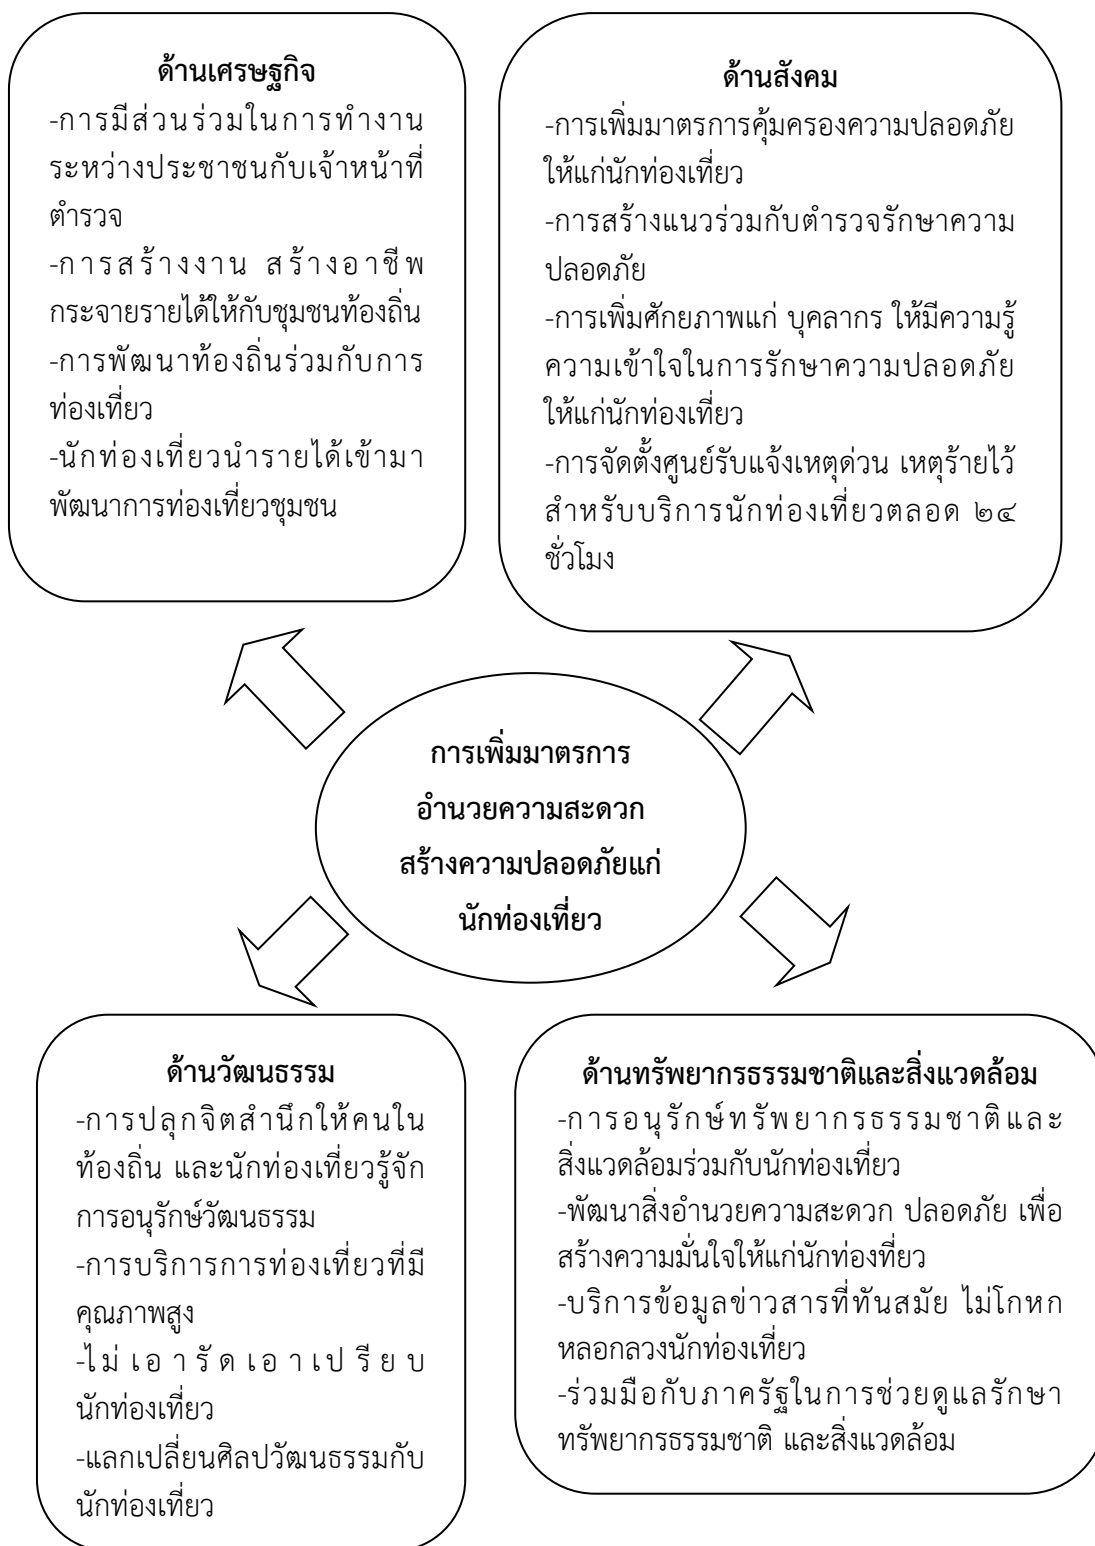 ด้านเศรษฐกิจ
-การมีส่วนร่วมในการทำงาน
ระหว่างประชาชนกับเจ้าหน้าที่
ตำรวจ
-การสร้างงาน สร้างอาชีพ
กระจายรายได้ให้กับชุมชนท้องถิ่น
-การพัฒนาท้องถิ่นร่วมกับการ
ท่องเที่ยว
-นักท่องเที่ยวนำรายได้เข้ามา
พัฒนาการท่องเที่ยวชุมชน
ด้านสังคม
-การเพิ่มมาตรการคุ้มครองความปลอดภัย
ให้แก่นักท่องเที่ยว
-การสร้างแนวร่วมกับตำรวจรักษาความ
ปลอดภัย
-การเพิ่มศักยภาพแก่ บุคลากร ให้มีความรู้
ความเข้าใจในการรักษาความปลอดภัย
ให้แก่นักท่องเที่ยว
-การจัดตั้งศูนย์รับแจ้งเหตุด่วน เหตุร้ายไว้
สำหรับบริการนักท่องเที่ยวตลอด ๒๔
ชั่วโมง
การเพิ่มมาตรการ
อำนวยความสะดวก
สร้างความปลอดภัยแก่
นักท่องเที่ยว
ด้านวัฒนธรรม
-การปลุกจิตสำนึกให้คนใน
ท้องถิ่น และนักท่องเที่ยวรู้จัก
การอนุรักษ์วัฒนธรรม
-การบริการการท่องเที่ยวที่มี
คุณภาพสูง
-ไม่เอารัดเอาเปรียบ
นักท่องเที่ยว
-แลกเปลี่ยนศิลปวัฒนธรรมกับ
นักท่องเที่ยว
ด้านทรัพยากรธรรมชาติและสิ่งแวดล้อม
-การอนุรักษ์ทรัพยากรธรรมชาติและ
สิ่งแวดล้อมร่วมกับนักท่องเที่ยว
-พัฒนาสิ่งอำนวยความสะดวก ปลอดภัย เพื่อ
สร้างความมั่นใจให้แก่นักท่องที่ยว
-บริการข้อมูลข่าวสารที่ทันสมัย ไม่โกหก
หลอกลวงนักท่องเที่ยว
-ร่วมมือกับภาครัฐในการช่วยดูแลรักษา
ทรัพยากรธรรมชาติ และสิ่งแวดล้อม